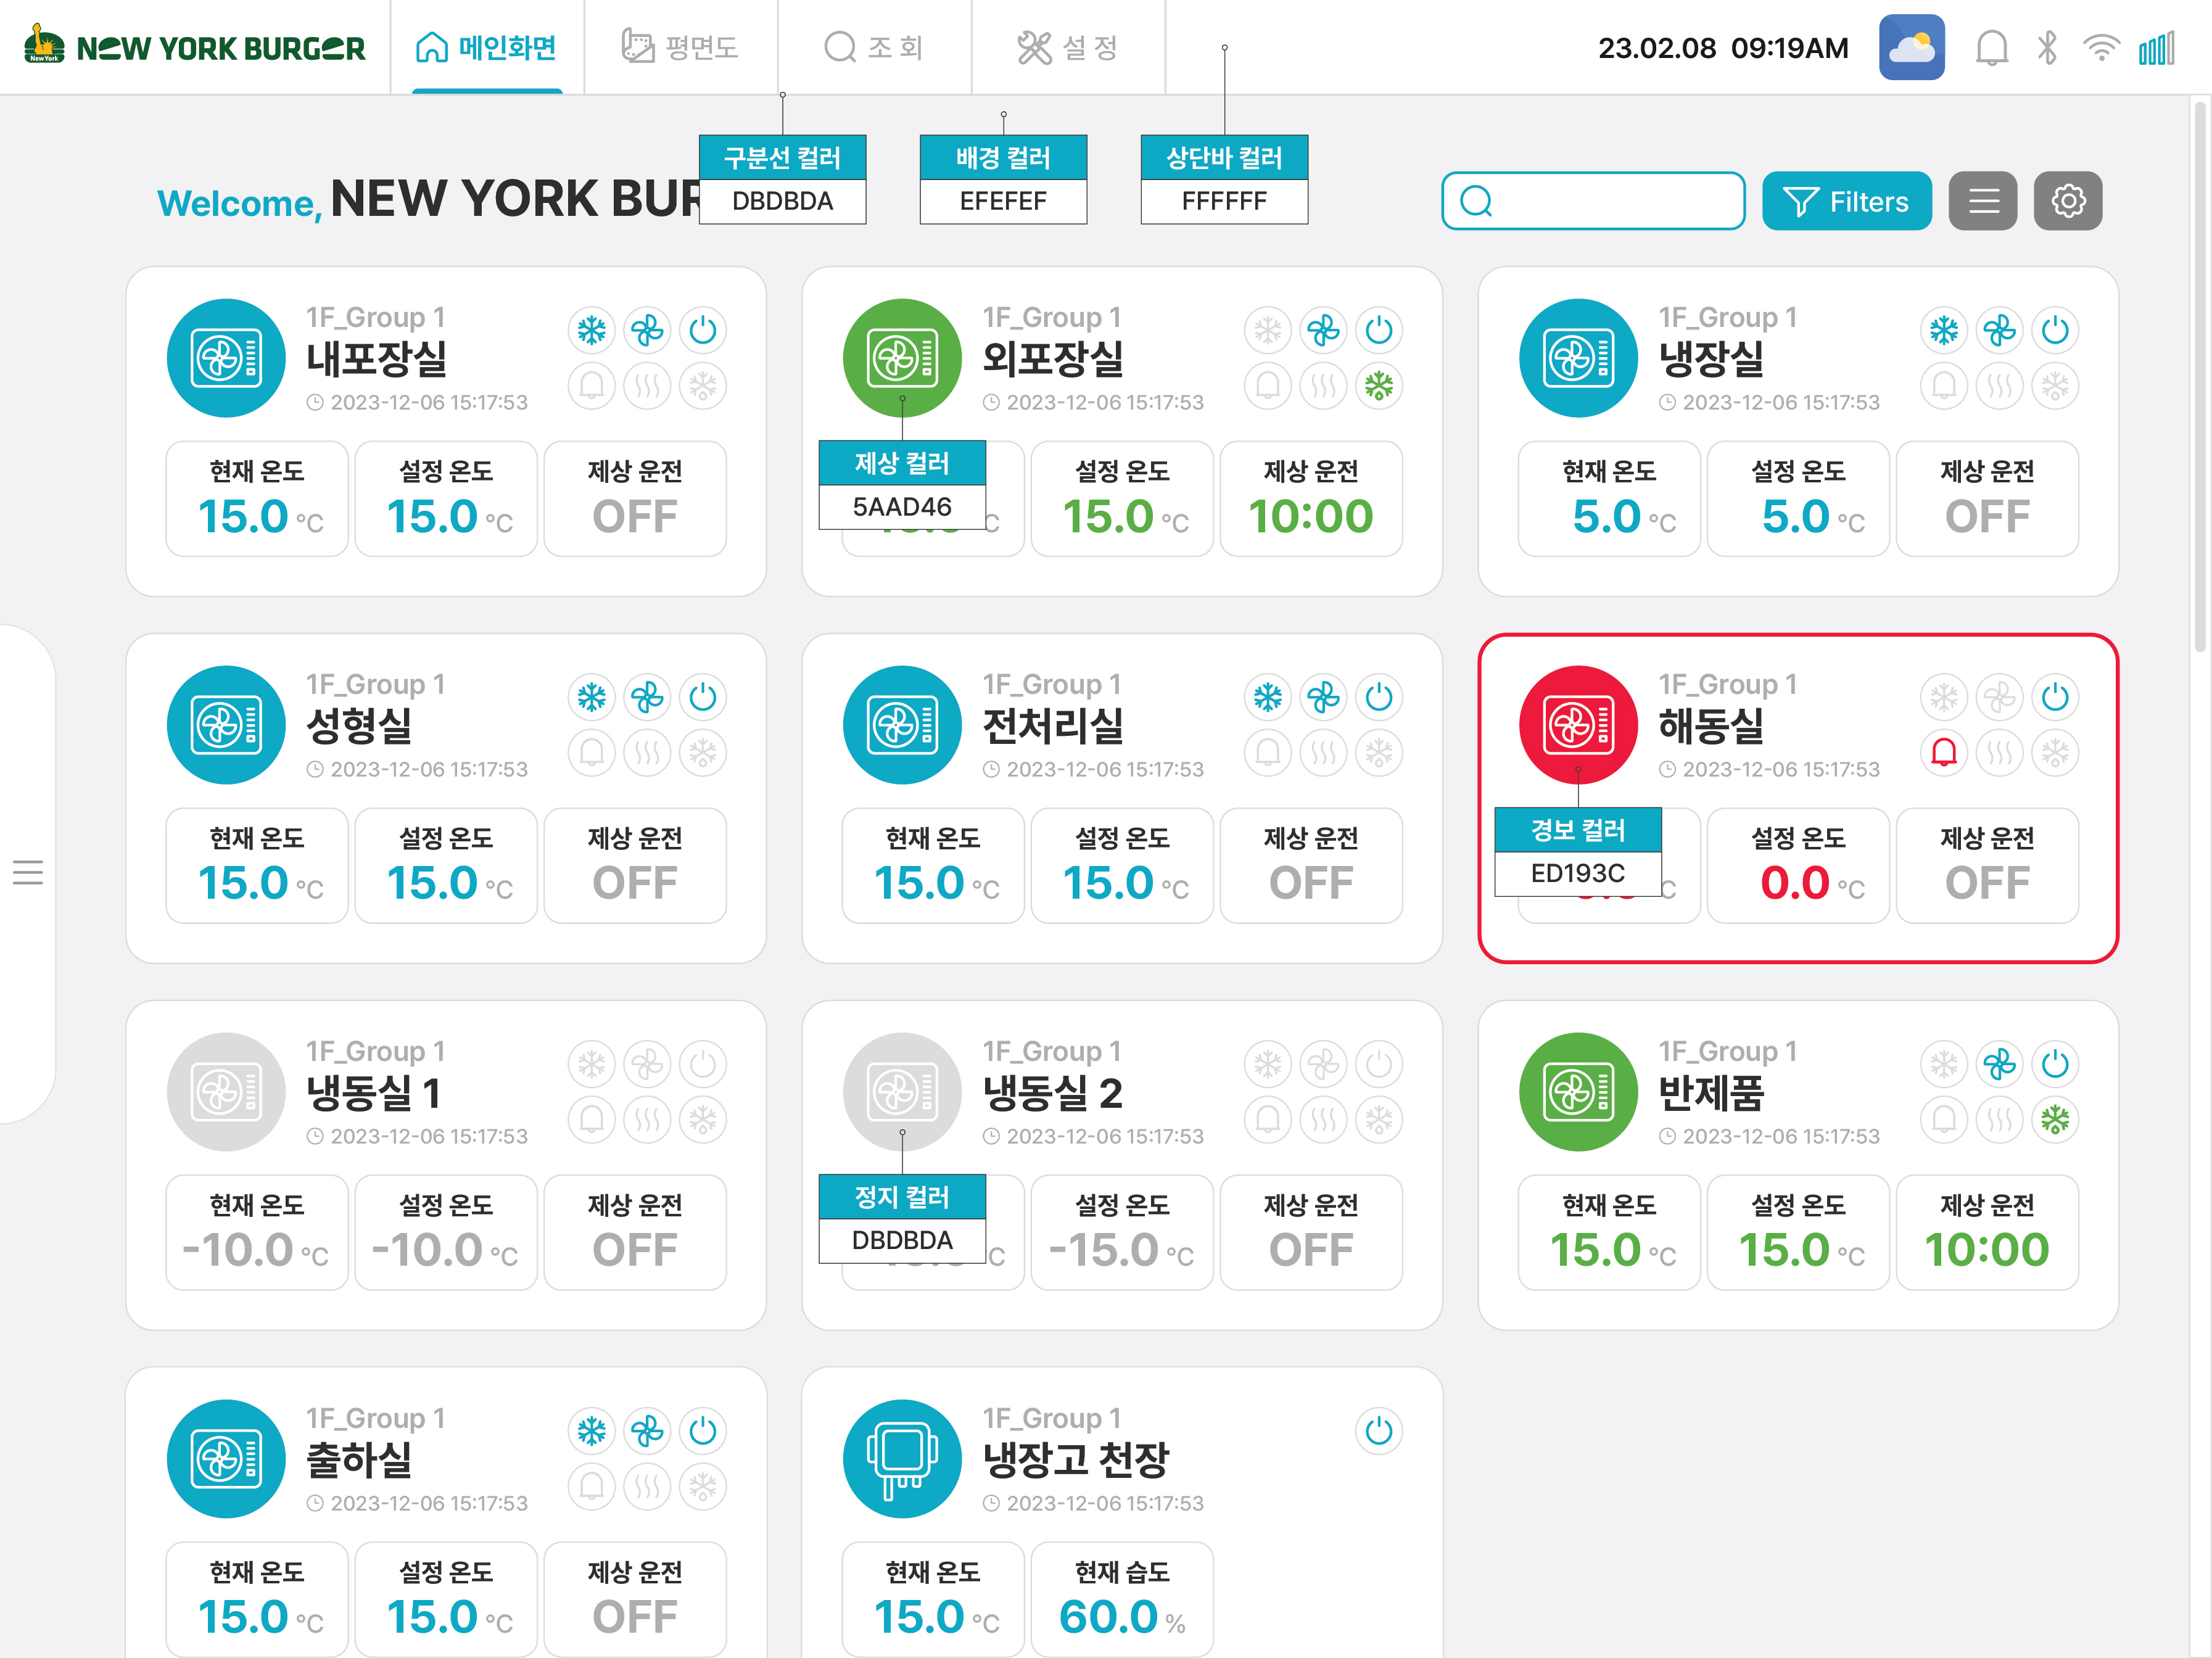 NewYork
NEW YORK BURGER
메인화면
평면도
조 회
설 정
23.02.08 09:19AM
구분선 컬러
DBDBDA
배경 컬러
EFEFEF
상단바 컬러
FFFFFF
Welcome, NEW YORK BUR
Filters
1F_Group 1
내포장실
2023-12-06 15:17:53
현재 온도
15.0 °C
설정 온도
15.0 °C
제상 운전
OFF
1F_Group 1
외포장실
2023-12-06 15:17:53
제상 컬러
5AAD46
°C
설정 온도
15.0 °C
제상 운전
10:00
1F_Group 1
냉장실
2023-12-06 15:17:53
현재 온도
5.0 °C
설정 온도
5.0 °C
제상 운전
OFF
1F_Group 1
성형실
2023-12-06 15:17:53
현재 온도
15.0 °C
설정 온도
15.0 °C
제상 운전
OFF
1F_Group 1
전처리실
2023-12-06 15:17:53
현재 온도
15.0 °C
설정 온도
15.0 °C
제상 운전
OFF
1F_Group 1
해동실
2023-12-06 15:17:53
경보 컬러
ED193C
°C
설정 온도
0.0 °C
제상 운전
OFF
1F_Group 1
냉동실 1
2023-12-06 15:17:53
현재 온도
-10.0 °C
설정 온도
-10.0 °C
제상 운전
OFF
1F_Group 1
냉동실 2
2023-12-06 15:17:53
정지 컬러
DBDBDA
°C
설정 온도
-15.0 °C
제상 운전
OFF
1F_Group 1
반제품
2023-12-06 15:17:53
현재 온도
15.0 °C
설정 온도
15.0 °C
제상 운전
10:00
1F_Group 1
출하실
2023-12-06 15:17:53
현재 온도
15.0 °C
설정 온도
15.0 °C
제상 운전
OFF
1F_Group 1
냉장고 천장
2023-12-06 15:17:53
현재 온도
15.0 °C
현재 습도
60.0 %